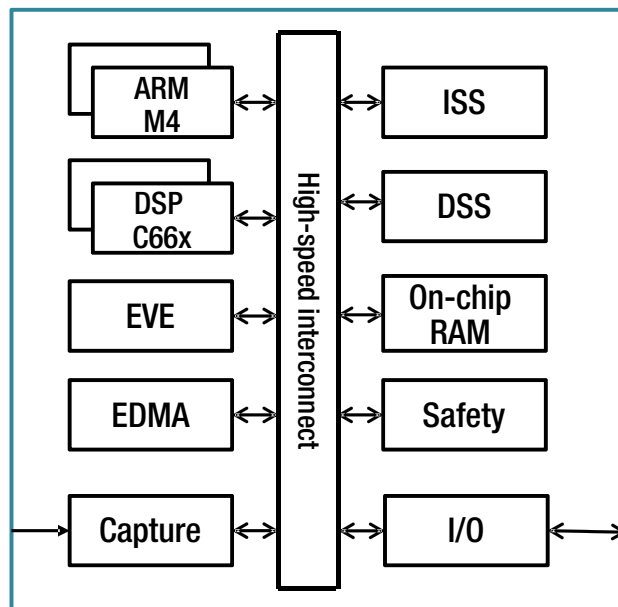 ARM
M4
DSP
C66x
EVE
EDMA
Capture
High-speed interconnect
ISS
DSS
On-chip
RAM
Safety
I/O